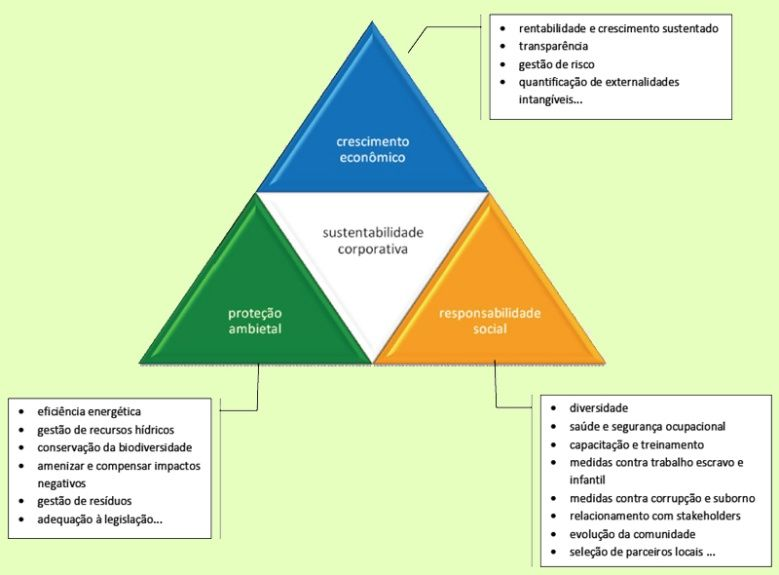 • rentabilidade e crescimento sustentado
• transparência
• gestão de risco
• quantificação de externalidades
intangíveis...
crescimento
econômico
sustentabilidade
corporativa
proteção
ambietal
responsabilidade
social
• eficiência energética
• gestão de recursos hídricos
• conservação da biodiversidade
• amenizar e compensar impactos
negativos
• gestão de resíduos
• adequação à legislação...
• diversidade
• saúde e segurança ocupacional
• capacitação e treinamento
• medidas contra trabalho escravo e
infantil
• medidas contra corrupção e suborno
• relacionamento com stakeholders
• evolução da comunidade
• seleção de parceiros locais ...